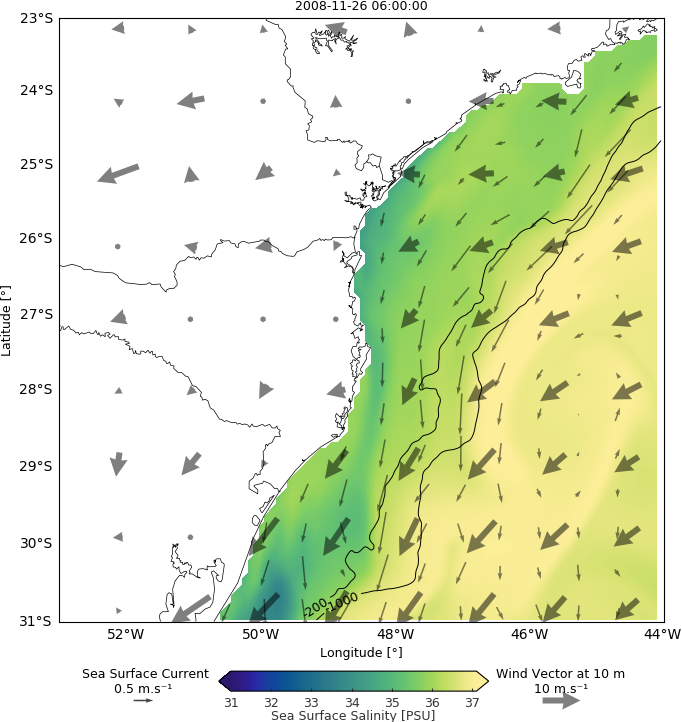 2008-11-26 06:00:00
23°S
24°S
25°S
26°S
27°S
28°S
29°S
30°S
31°S
Latitude [°]
-200
-1000
52°W
50°W
48°W
46°W
44°W
Longitude [°]
Sea Surface Current
0.5 m.s⁻¹
Wind Vector at 10 m
10 m.s⁻¹
31 32 33 34 35 36 37
Sea Surface Salinity [PSU]